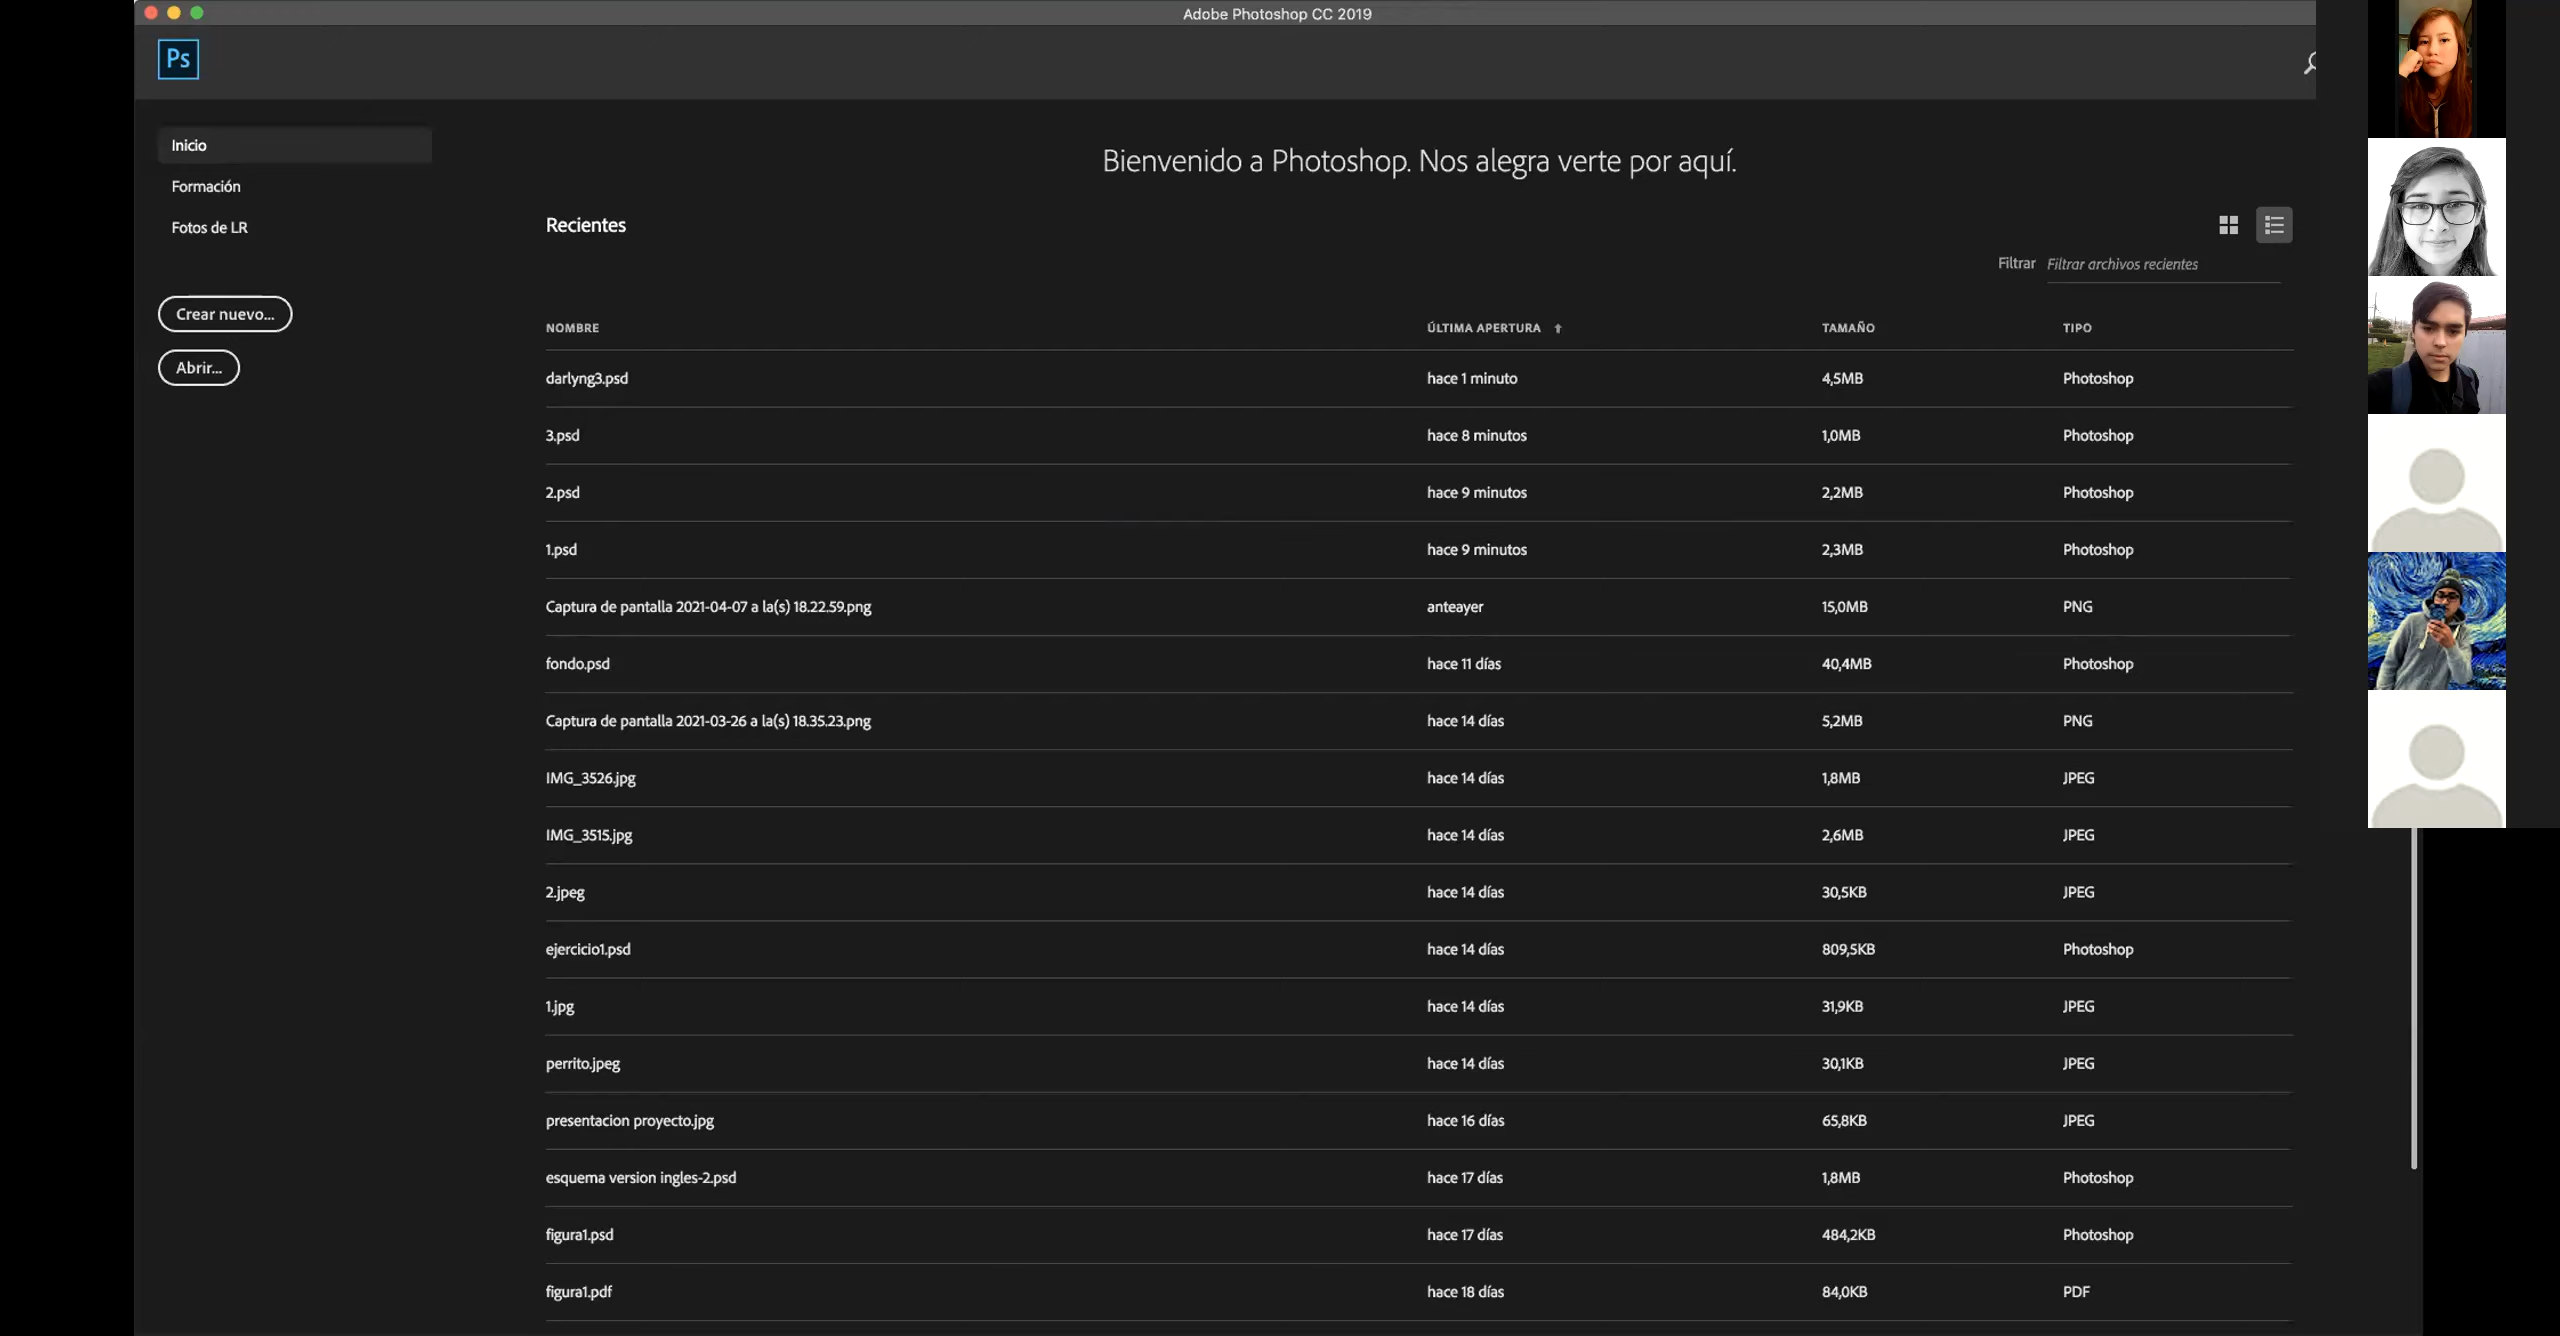 Adobe Photoshop CC 2019
Ps
Inicio
Formación
Fotos de LR
Crear nuevo...
Abrir...
Bienvenido a Photoshop. Nos alegra verte por aquí.
Recientes
Filtrar Filtrar archivos recientes
NOMBRE ÚLTIMA APERTURA TAMAÑO TIPO
darlyng3.psd hace 1 minuto 4,5MB Photoshop
3.psd hace 8 minutos 1,0MB Photoshop
2.psd hace 9 minutos 2,2MB Photoshop
1.psd hace 9 minutos 2,3MB Photoshop
Captura de pantalla 2021-04-07 a la(s) 18.22.59.png anteayer 15,0MB PNG
fondo.psd hace 11 días 40,4MB Photoshop
Captura de pantalla 2021-03-26 a la(s) 18.35.23.png hace 14 días 5,2MB PNG
IMG_3526.jpg hace 14 días 1,8MB JPEG
IMG_3515.jpg hace 14 días 2,6MB JPEG
2.jpeg hace 14 días 30,5KB JPEG
ejercicio1.psd hace 14 días 809,5KB Photoshop
1.jpg hace 14 días 31,9KB JPEG
perrito.jpeg hace 14 días 30,1KB JPEG
presentacion proyecto.jpg hace 16 días 65,8KB JPEG
esquema version ingles-2.psd hace 17 días 1,8MB Photoshop
figura1.psd hace 17 días 484,2KB Photoshop
figura1.pdf hace 18 días 84,0KB PDF